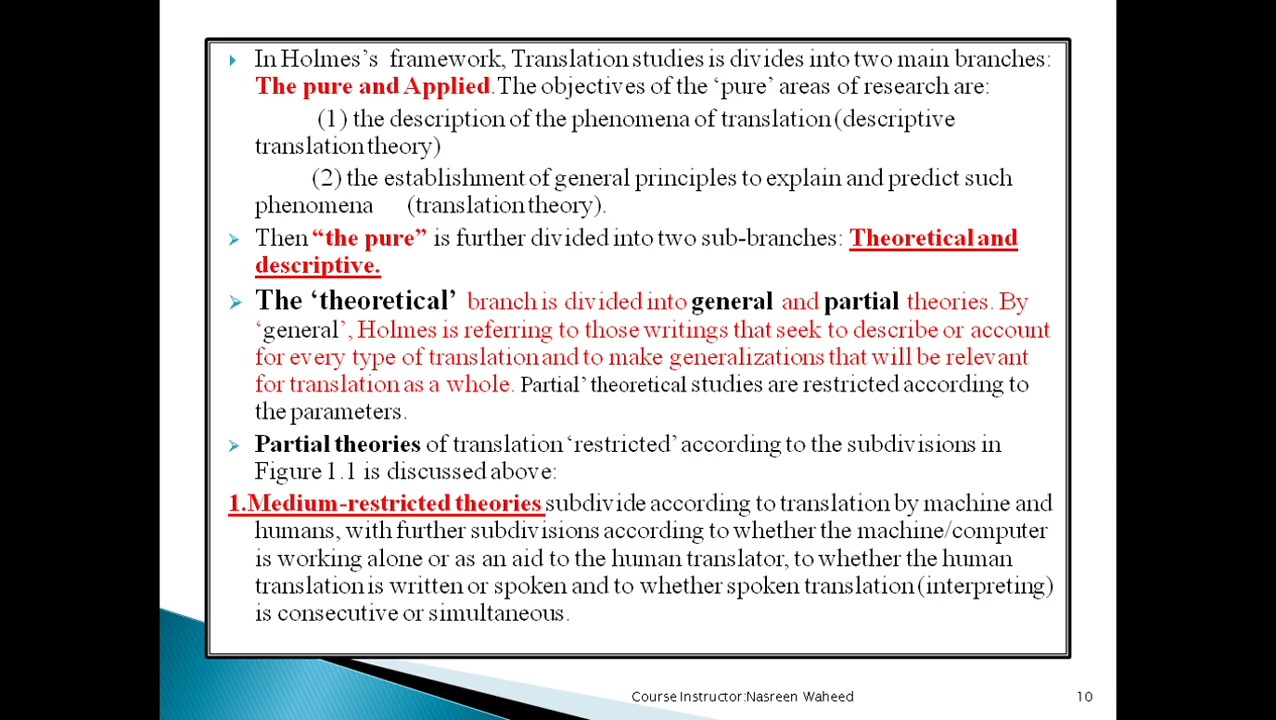 In Holmes's framework, Translation studies is divides into two main branches:
The pure and Applied.The objectives of the 'pure' areas of research are:
(1) the description of the phenomena of translation (descriptive
translation theory)
(2) the establishment of general principles to explain and predict such
phenomena (translation theory).
Then “the pure” is further divided into two sub-branches: Theoretical and
descriptive.
The ‘theoretical’ branch is divided into general and partial theories. By
‘general’, Holmes is referring to those writings that seek to describe or account
for every type of translation and to make generalizations that will be relevant
for translation as a whole. Partial’ theoretical studies are restricted according to
the parameters.
Partial theories of translation ‘restricted’ according to the subdivisions in
Figure 1.1 is discussed above:
1.Medium-restricted theories subdivide according to translation by machine and
humans, with further subdivisions according to whether the machine/computer
is working alone or as an aid to the human translator, to whether the human
translation is written or spoken and to whether spoken translation (interpreting)
is consecutive or simultaneous.
Course Instructor:Nasreen Waheed
10